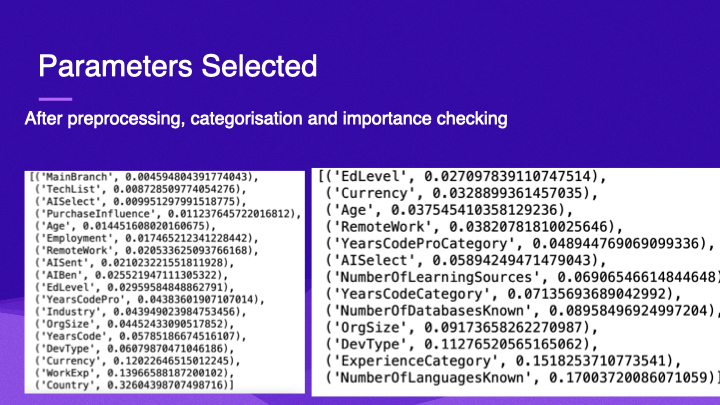 Parameters Selected
After preprocessing, categorisation and importance checking
[('MainBranch', 0.004594804391774043),
('TechList', 0.008728509774054276),
('AISelect', 0.009951297991518775),
('PurchaseInfluence', 0.011237645722016812),
('Age', 0.014451608020160675),
('Employment', 0.017465212341228442),
('RemoteWork', 0.020533625093766168),
('AISent', 0.021023221551811928),
('AIBen', 0.025521947111305322),
('EdLevel', 0.02959584848862791),
('YearsCodePro', 0.04383601907107014),
('Industry', 0.043949023984753456),
('OrgSize', 0.04452433090517852),
('YearsCode', 0.05785186674516107),
('DevType', 0.06079870471046186),
('Currency', 0.12022646515012245),
('WorkExp', 0.13966588187200102),
('Country', 0.32604398707498716)]
[('EdLevel', 0.027097839110747514),
('Currency', 0.0328899361457035),
('Age', 0.037545410358129236),
('RemoteWork', 0.03820781810025646),
('YearsCodeProCategory', 0.048944769069099336),
('AISelect', 0.05894249471479043),
('NumberOfLearningSources', 0.06906546614844648)
('YearsCodeCategory', 0.07135693689042992),
('NumberOfDatabasesKnown', 0.08958496924997204),
('OrgSize', 0.09173658262270987),
('DevType', 0.11276520565165062),
('ExperienceCategory', 0.1518253710773541),
('NumberOfLanguagesKnown', 0.17003720086071059)]